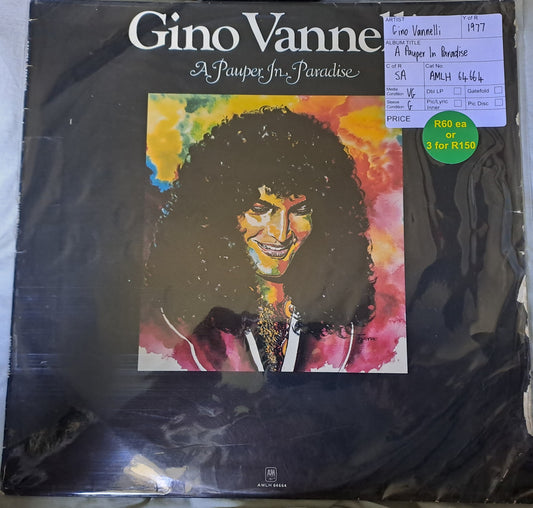 Gino Vannell
A Pauper In Paradise
ARTIST
Gino Vannelli
Y of R
1977
ALBUM TITLE
A Pauper In Paradise
C of R
SA
Cat No
AMLH 64664
Media Condition VG
Dbl LP
Gatefold
Sleeve Condition G
Pic/Lyric Inner
Pic Disc
PRICE
R60 ea
or
3 for R150
A&M
AMLH 64664